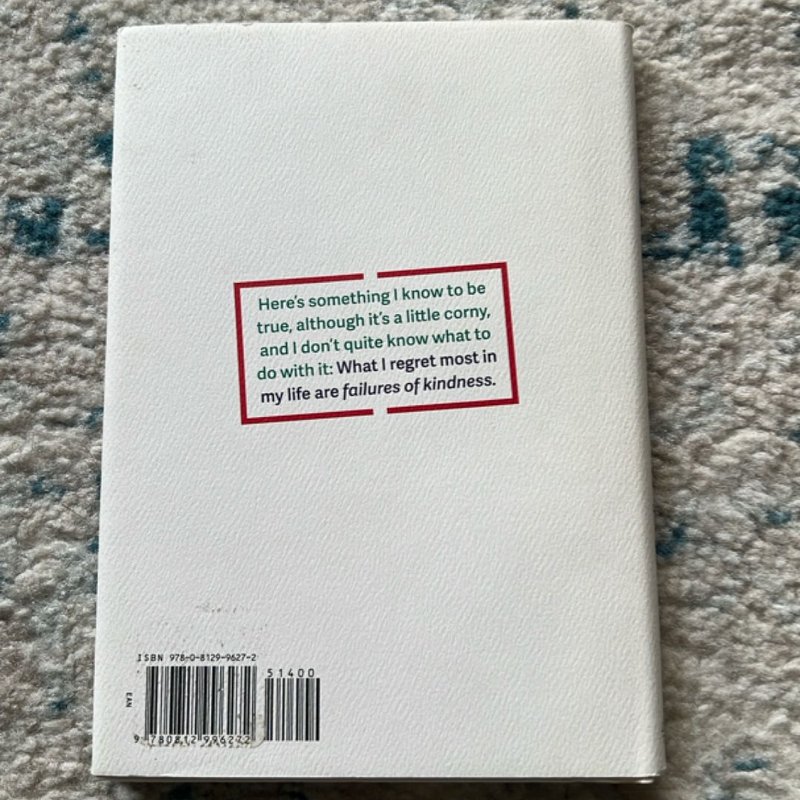 Here's something I know to be
true, although it's a little corny,
and I don't quite know what to
do with it: What I regret most in
my life are failures of kindness.
ISBN 978-0-8129-9627-2
51400
EAN
9 780812 996272